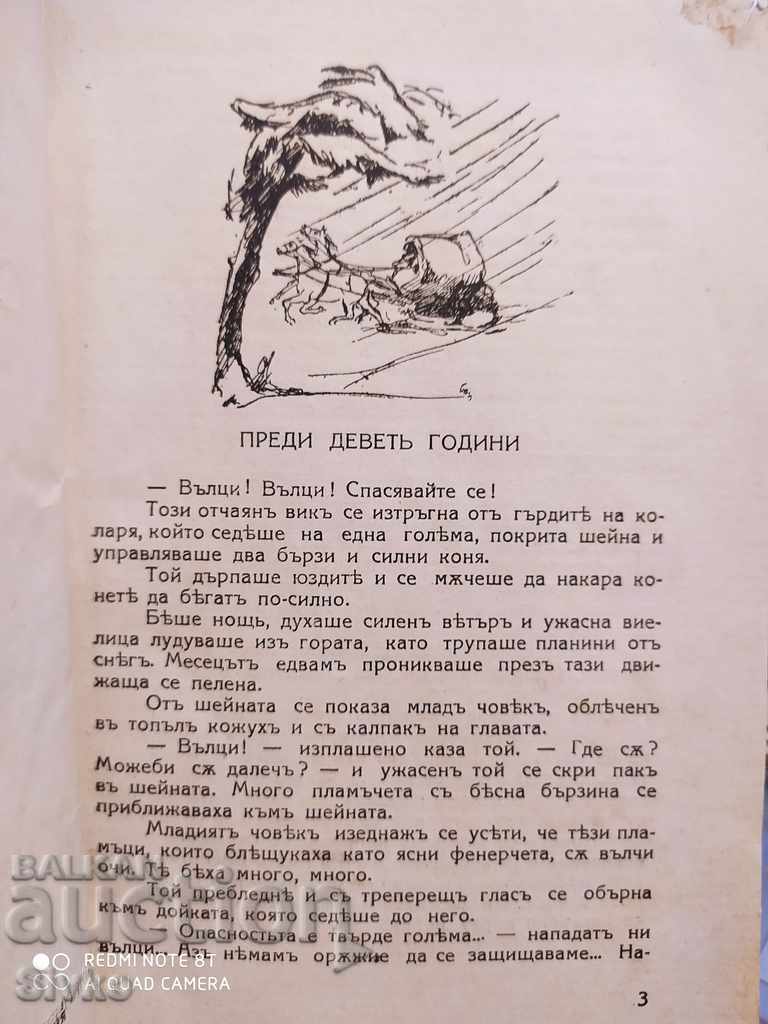 ПРЕДИ ДЕВЕТЬ ГОДИНИ
— Вълци! Вълци! Спасявайте се!
Този отчаянъ викъ се изтръгна отъ гърдитѣ на ко-
ларя, който седѣше на една голѣма, покрита шейна и
управляваше два бързи и силни коня.
Той дърпаше юздитѣ и се мѫчеше да накара ко-
нетѣ да бѣгатъ по-силно.
Бѣше нощь, духаше силенъ вѣтъръ и ужасна вие-
лица лудуваше изъ гората, като трупаше планини отъ
снѣгъ. Месецътъ едвамъ проникваше презъ тази дви-
жаща се пелена.
Отъ шейната се показа младъ човѣкъ, облѣченъ
въ топълъ кожухъ и съ калпакъ на главата.
— Вълци! — изплашено каза той. — Где сѫ?
Можеби сѫ далечъ? — и ужасенъ той се скри пакъ
въ шейната. Много пламъчета съ бѣсна бързина се
приближаваха къмъ шейната.
Младиятъ човѣкъ изеднажъ се усѣти, че тѣзи пла-
мъци, които блѣщукаха като ясни фенерчета, сѫ вълчи
очи. Тѣ бѣха много, много.
Той пребледнѣ и съ треперещъ гласъ се обърна
къмъ дойката, която седѣше до него.
Опасностьта е твърде голѣма... — нападатъ ни
вълци... Азъ нѣмамъ орѫжие да се защищаваме... На-
3
BALKAN
auction
REDMI NOTE 8T
AI QUAD CAMERA